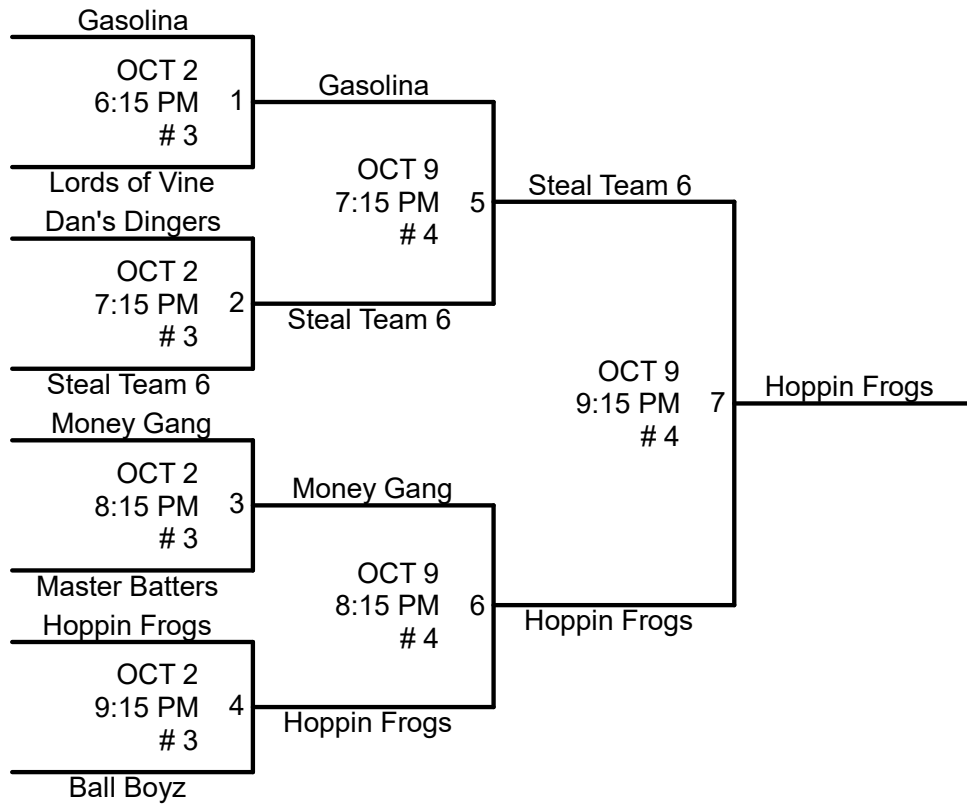 Gasolina
OCT 2
6:15 PM
# 3
1
Lords of Vine
Dan's Dingers
OCT 2
7:15 PM
# 3
2
Steal Team 6
Money Gang
OCT 2
8:15 PM
# 3
3
Master Batters
Hoppin Frogs
OCT 2
9:15 PM
# 3
4
Ball Boyz
Gasolina
OCT 9
7:15 PM
# 4
5
Steal Team 6
Money Gang
OCT 9
8:15 PM
# 4
6
Hoppin Frogs
Steal Team 6
OCT 9
9:15 PM
# 4
7
Hoppin Frogs
Hoppin Frogs